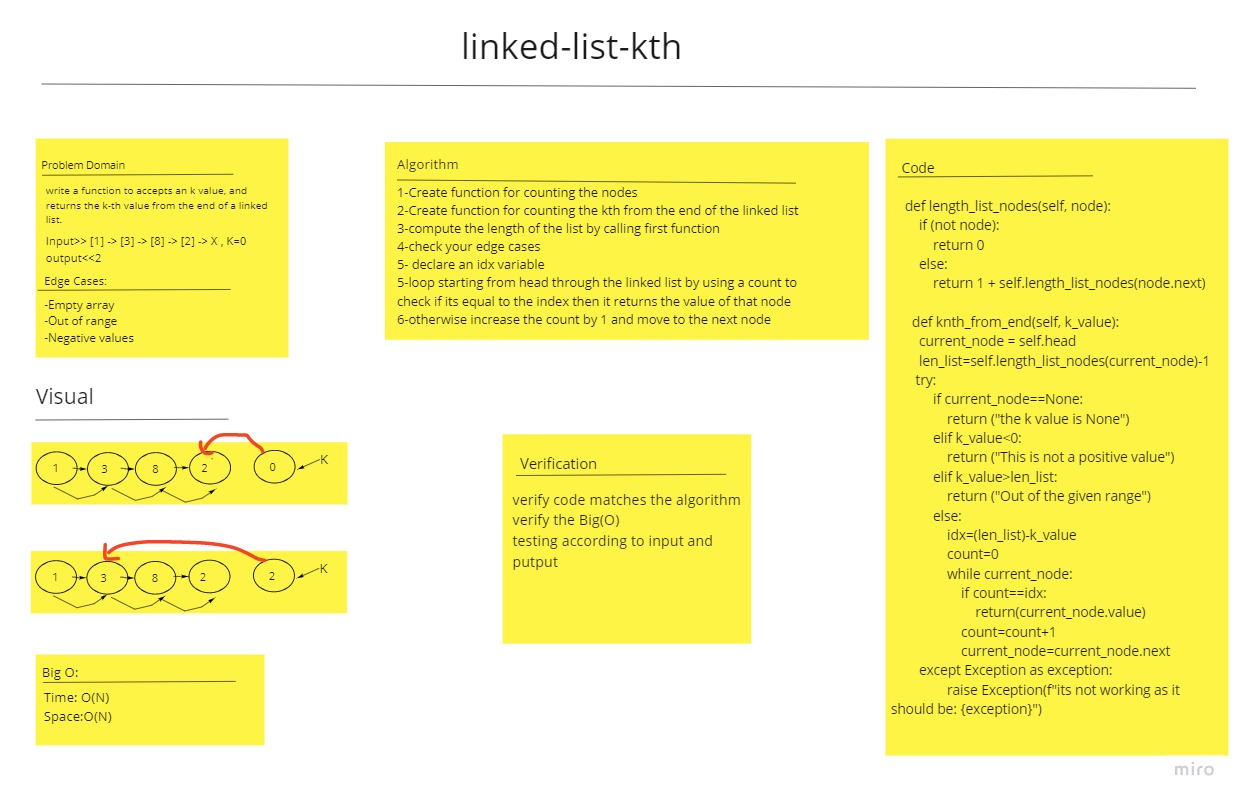 linked-list-kth
Problem Domain
write a function to accepts an k value, and
returns the k-th value from the end of a linked
list.
Input>> [1] -> [3] -> [8] -> [2] -> X , K=0
output<<2
Edge Cases:
-Empty array
-Out of range
-Negative values
Algorithm
1-Create function for counting the nodes
2-Create function for counting the kth from the end of the linked list
3-compute the length of the list by calling first function
4-check your edge cases
5- declare an idx variable
5-loop starting from head through the linked list by using a count to
check if its equal to the index then it returns the value of that node
6-otherwise increase the count by 1 and move to the next node
Code
def length_list_nodes(self, node):
if (not node):
return 0
else:
return 1 + self.length_list_nodes(node.next)
def knth_from_end(self, k_value):
current_node = self.head
len_list=self.length_list_nodes(current_node)-1
try:
if current_node==None:
return ("the k value is None")
elif k_value<0:
return ("This is not a positive value")
elif k_value>len_list:
return ("Out of the given range")
else:
idx=(len_list)-k_value
count=0
while current_node:
if count==idx:
return(current_node.value)
count=count+1
current_node=current_node.next
except Exception as exception:
raise Exception(f"its not working as it
should be: {exception}")
Visual
1 3 8 2 0 K
1 3 8 2 2 K
Verification
verify code matches the algorithm
verify the Big(O)
testing according to input and
putput
Big O:
Time: O(N)
Space:O(N)
miro